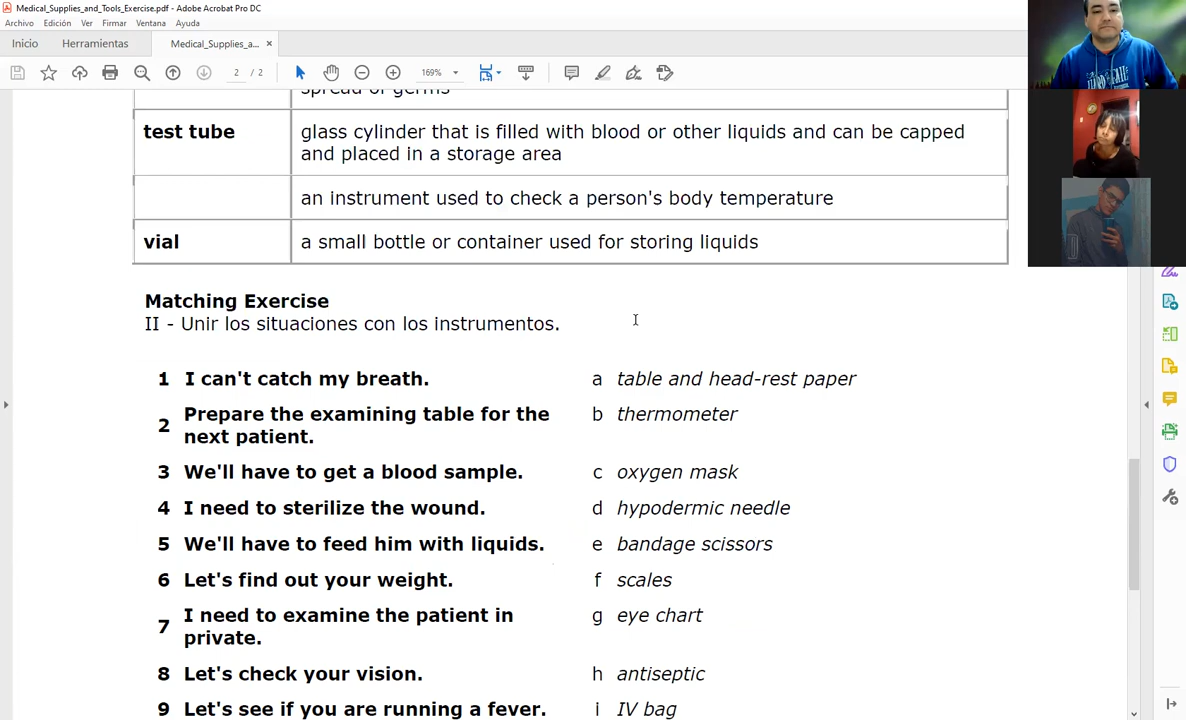 Medical_Supplies_and_Tools_Exercise.pdf - Adobe Acrobat Pro DC
Archivo Edición Ver Firmar Ventana Ayuda
Inicio Herramientas Medical_Supplies_a... ×
2 / 2 169%
spread of germs
test tube glass cylinder that is filled with blood or other liquids and can be capped
and placed in a storage area
an instrument used to check a person's body temperature
vial a small bottle or container used for storing liquids
Matching Exercise
II - Unir los situaciones con los instrumentos.
1 I can't catch my breath. a table and head-rest paper
2 Prepare the examining table for the b thermometer
next patient.
3 We'll have to get a blood sample. c oxygen mask
4 I need to sterilize the wound. d hypodermic needle
5 We'll have to feed him with liquids. e bandage scissors
6 Let's find out your weight. f scales
7 I need to examine the patient in g eye chart
private.
8 Let's check your vision. h antiseptic
9 Let's see if you are running a fever. i IV bag